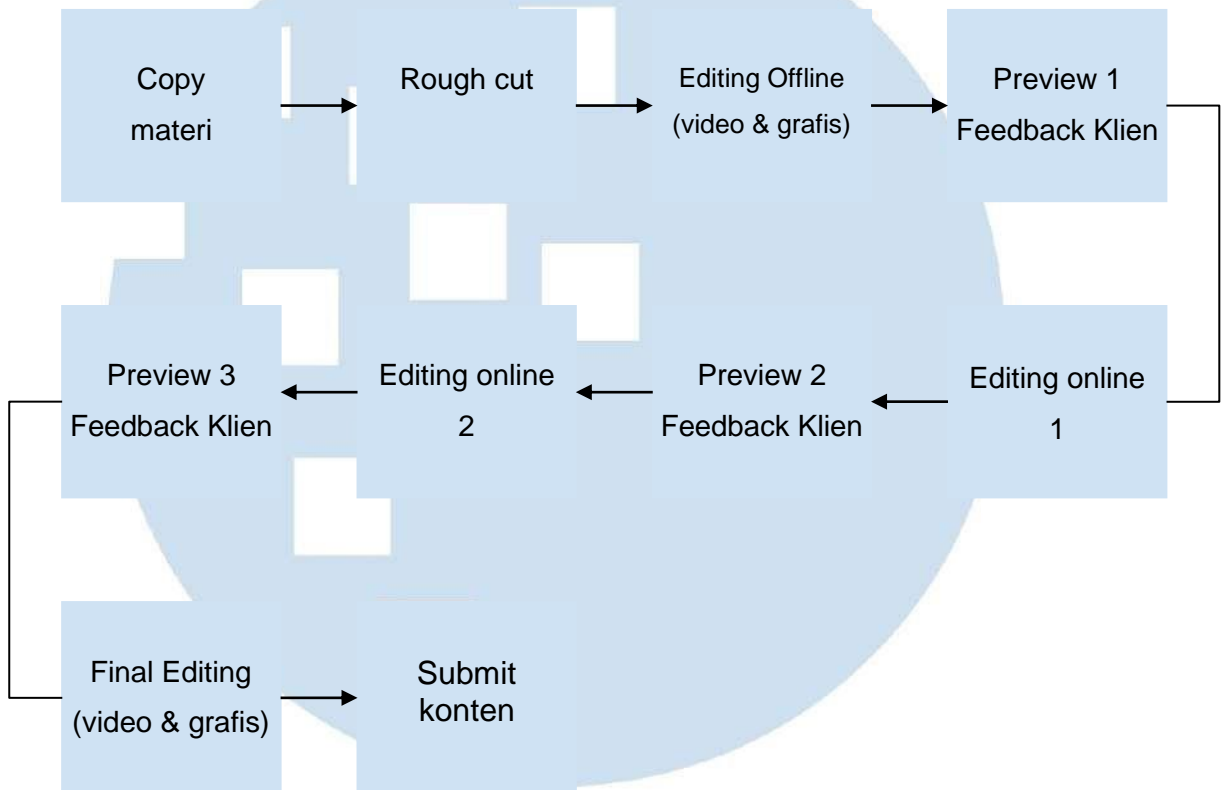 Copy
materi
Rough cut
Editing Offline
(video & grafis)
Preview 1
Feedback Klien
Editing online
1
Preview 2
Feedback Klien
Editing online
2
Preview 3
Feedback Klien
Final Editing
(video & grafis)
Submit
konten